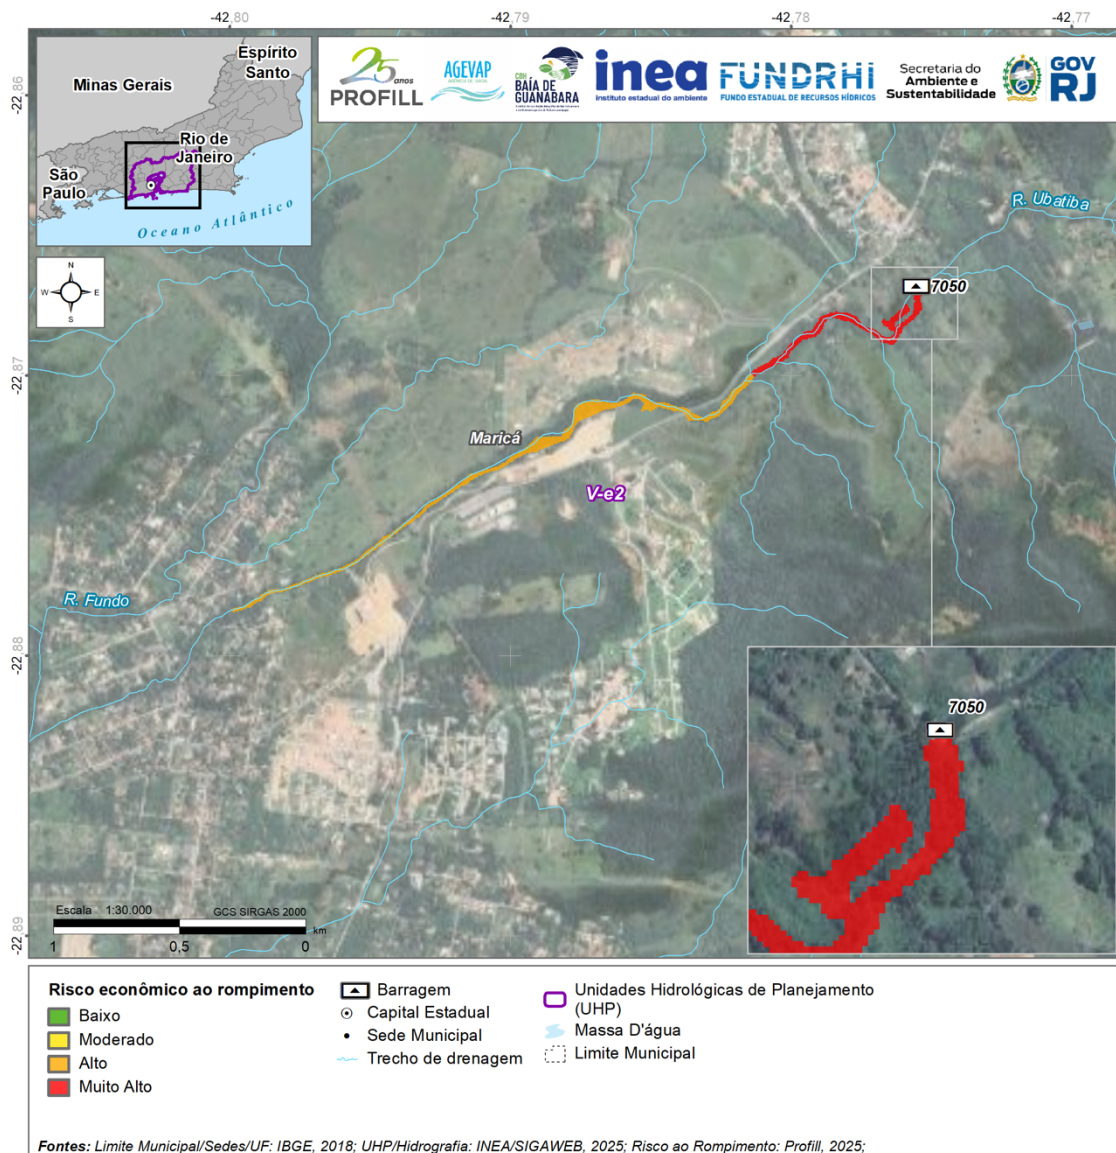 -42,80
-42,79
-42,78
-42,77
-22,86
-22,87
-22,88
-22,89
Espírito
Santo
Minas Gerais
Rio de
Janeiro
São
Paulo
Oceano Atlântico
25 anos
PROFILL
AGEVAP
CBH
BAÍA DE
GUANABARA
inea
instituto estadual do ambiente
FUNDRHI
FUNDO ESTADUAL DE RECURSOS HÍDRICOS
Secretaria do
Ambiente e
Sustentabilidade
GOV
RJ
N
W
E
S
R. Ubatiba
7050
Maricá
V-e2
R. Fundo
7050
Escala 1:30.000
GCS SIRGAS 2000
km
1
0,5
0
Risco econômico ao rompimento
Baixo
Moderado
Alto
Muito Alto
Barragem
Capital Estadual
Sede Municipal
Trecho de drenagem
Unidades Hidrológicas de Planejamento
(UHP)
Massa D'água
Limite Municipal
Fontes: Limite Municipal/Sedes/UF: IBGE, 2018; UHP/Hidrografia: INEA/SIGAWEB, 2025; Risco ao Rompimento: Profill, 2025;